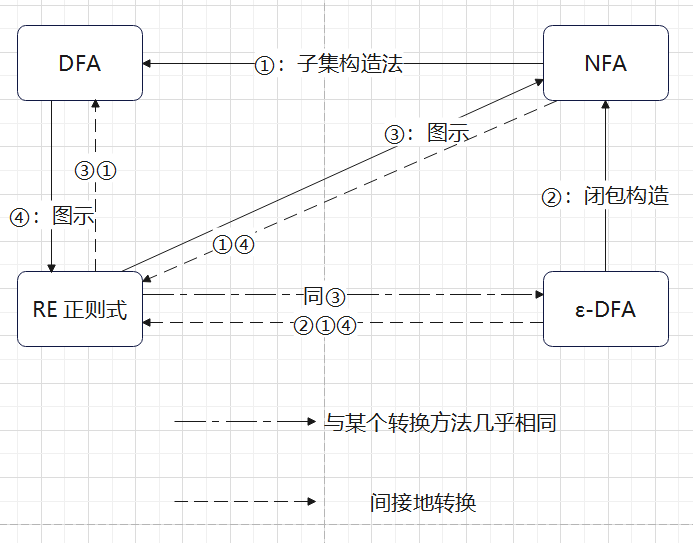 DFA
①：子集构造法
NFA
③：图示
③①
②：闭包构造
④：图示
①④
RE 正则式
同③
②①④
ε-DFA
与某个转换方法几乎相同
间接地转换